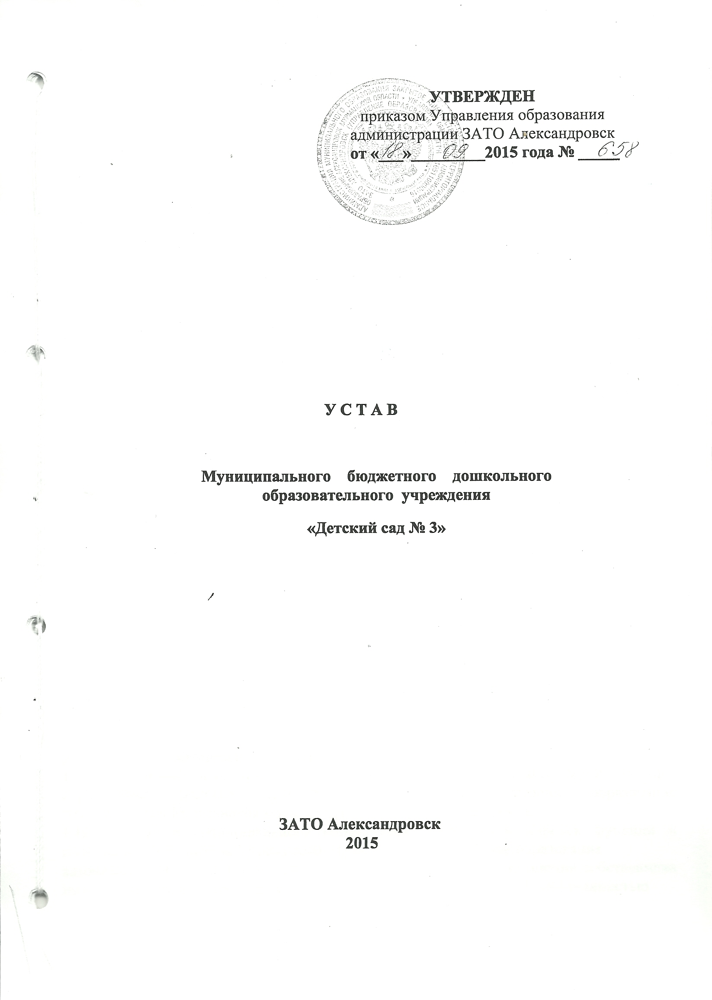 УТВЕРЖДЕН
приказом Управления образования
администрации ЗАТО Александровск
от «18» 09 2015 года № 658
У С Т А В
Муниципального бюджетного дошкольного
образовательного учреждения
«Детский сад № 3»
ЗАТО Александровск
2015